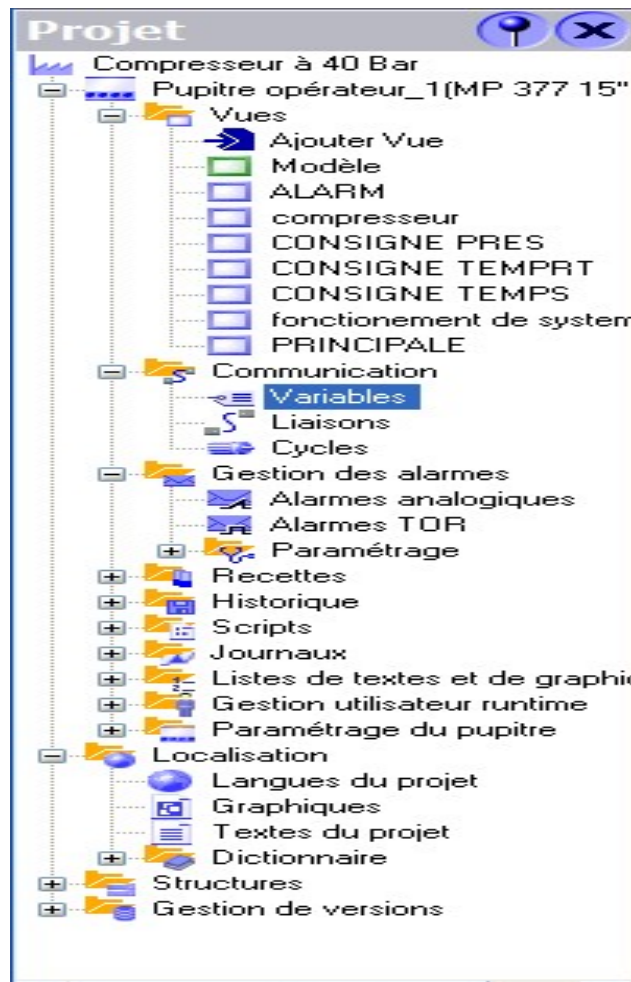 Projet
Compresseur à 40 Bar
Pupitre opérateur_1(MP 377 15"
Vues
Ajouter Vue
Modèle
ALARM
compresseur
CONSIGNE PRES
CONSIGNE TEMPRT
CONSIGNE TEMPS
fonctionement de system
PRINCIPALE
Communication
Variables
Liaisons
Cycles
Gestion des alarmes
Alarmes analogiques
Alarmes TOR
Paramétrage
Recettes
Historique
Scripts
Journaux
Listes de textes et de graphic
Gestion utilisateur runtime
Paramétrage du pupitre
Localisation
Langues du projet
Graphiques
Textes du projet
Dictionnaire
Structures
Gestion de versions